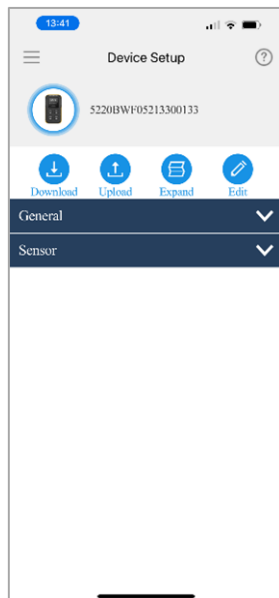 13:41
Device Setup
?
5220BWF05213300133
Download Upload Expand Edit
General
Sensor